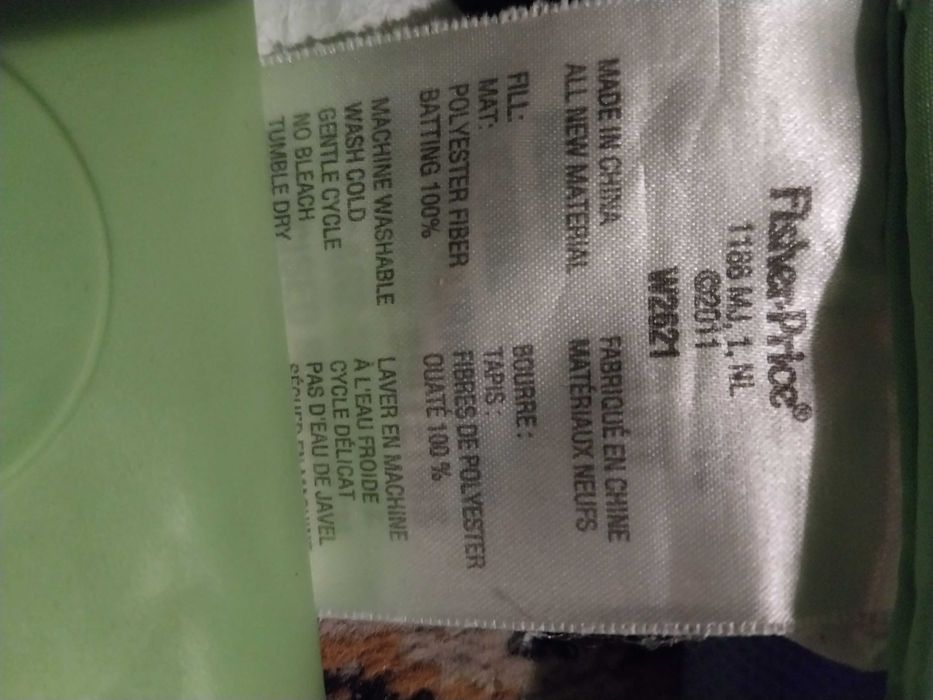 Fisher-Price®
1186 MJ, 1, NL
©2011
W2621
MADE IN CHINA
ALL NEW MATERIAL
FILL:
MAT:
POLYESTER FIBER
BATTING 100%
MACHINE WASHABLE
WASH COLD
GENTLE CYCLE
NO BLEACH
TUMBLE DRY
FABRIQUÉ EN CHINE
MATÉRIAUX NEUFS
BOURRE :
TAPIS :
FIBRES DE POLYESTER
OUATÉ 100 %
LAVER EN MACHINE
À L'EAU FROIDE
CYCLE DÉLICAT
PAS D'EAU DE JAVEL